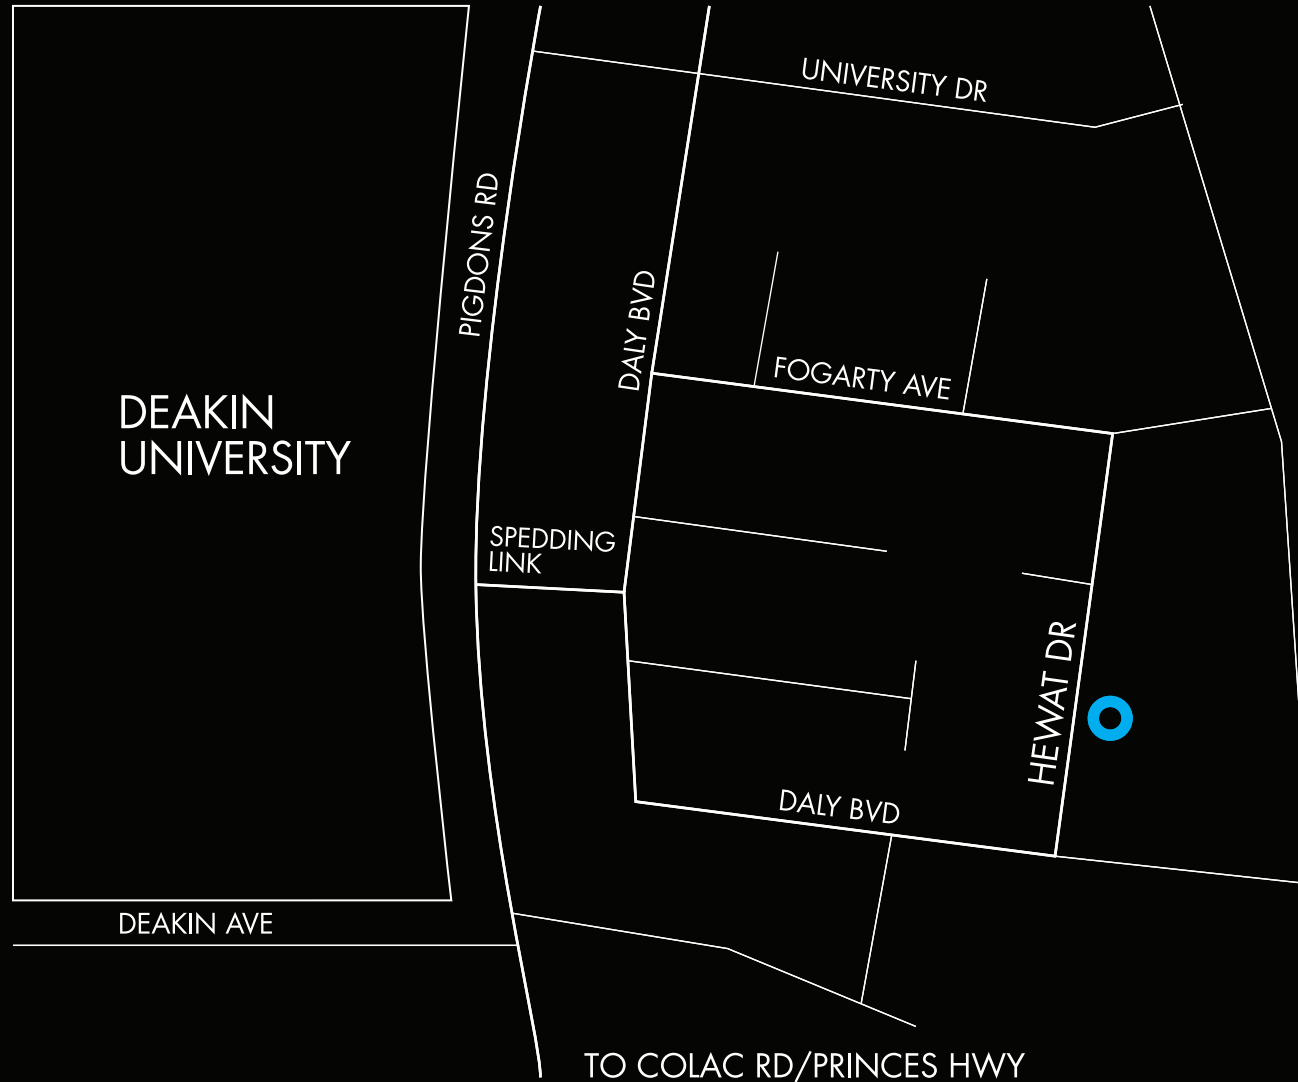 UNIVERSITY DR
PIGDONS RD
DALY BVD
FOGARTY AVE
DEAKIN
UNIVERSITY
SPEDDING
LINK
HEWAT DR
DALY BVD
DEAKIN AVE
TO COLAC RD/PRINCES HWY